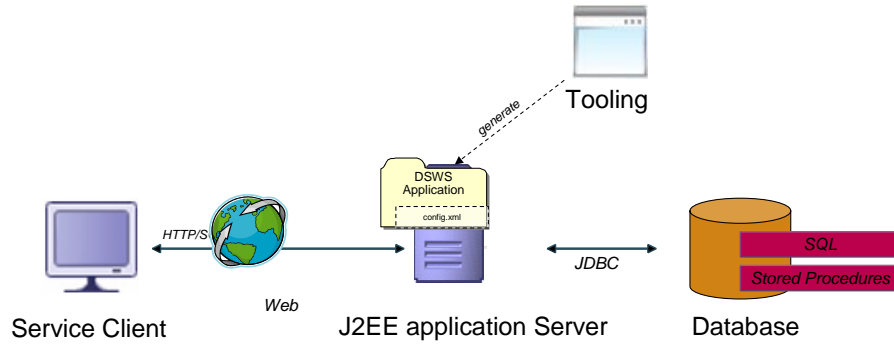 Tooling
generate
DSWS
Application
config.xml
HTTP/S
SQL
JDBC
Stored Procedures
Web
Service Client
J2EE application Server
Database